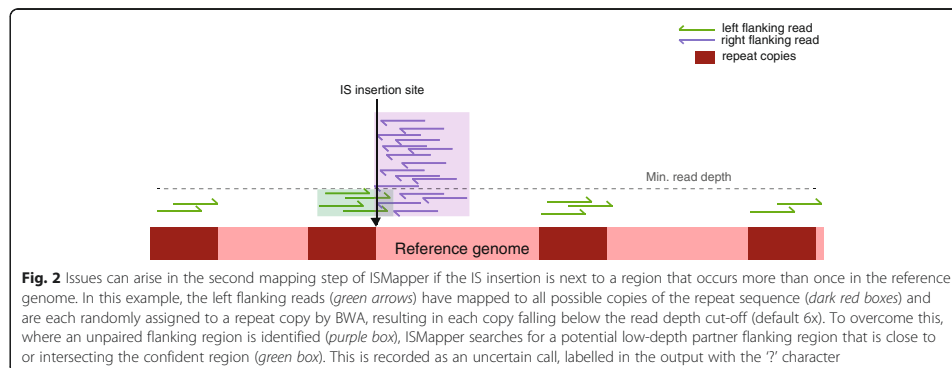 left flanking read
right flanking read
repeat copies
IS insertion site
Min. read depth
Reference genome
Fig. 2 Issues can arise in the second mapping step of ISMapper if the IS insertion is next to a region that occurs more than once in the reference
genome. In this example, the left flanking reads (green arrows) have mapped to all possible copies of the repeat sequence (dark red boxes) and
are each randomly assigned to a repeat copy by BWA, resulting in each copy falling below the read depth cut-off (default 6x). To overcome this,
where an unpaired flanking region is identified (purple box), ISMapper searches for a potential low-depth partner flanking region that is close to
or intersecting the confident region (green box). This is recorded as an uncertain call, labelled in the output with the ‘?’ character